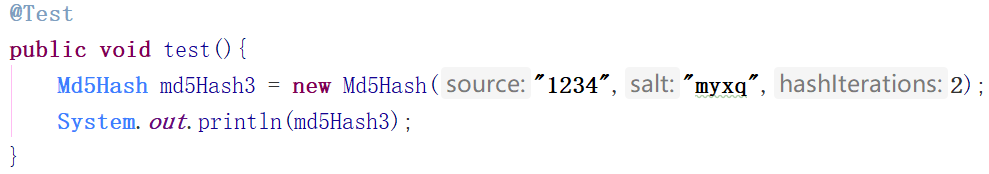 @Test
public void test(){
Md5Hash md5Hash3 = new Md5Hash( source: "1234", salt: "myxq", hashIterations: 2);
System.out.println(md5Hash3);
}